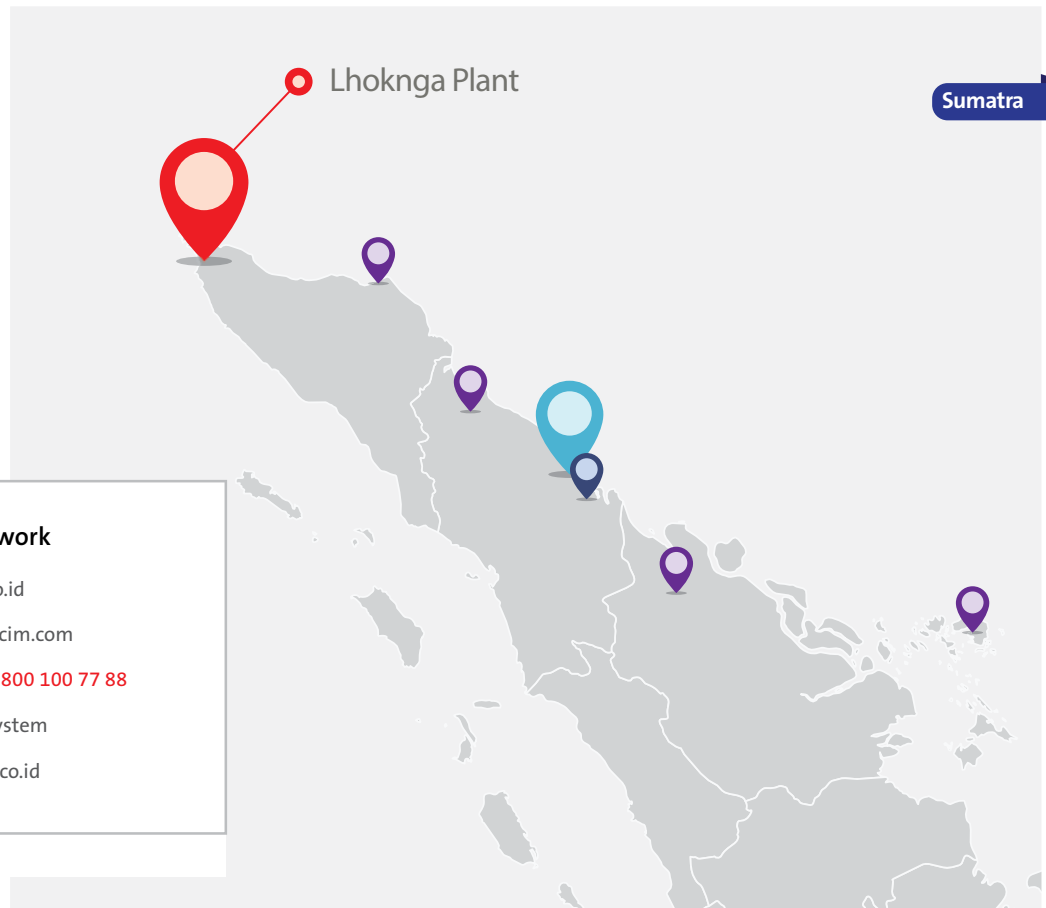 Lhoknga Plant
Sumatra
work
o.id
cim.com
800 100 77 88
ystem
co.id